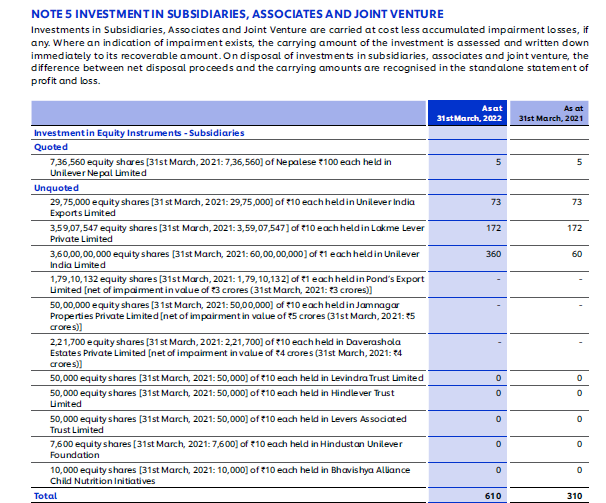 NOTE 5 INVESTMENT IN SUBSIDIARIES, ASSOCIATES AND JOINT VENTURE
Investments in Subsidiaries, Associates and Joint Venture are carried at cost less accumulated impairment losses, if
any. Where an indication of impairment exists, the carrying amount of the investment is assessed and written down
immediately to its recoverable amount. On disposal of investments in subsidiaries, associates and joint venture, the
difference between net disposal proceeds and the carrying amounts are recognised in the standalone statement of
profit and loss.
As at
31st March, 2022
As at
31st March, 2021
Investment in Equity Instruments - Subsidiaries
Quoted
7,36,560 equity shares [31st March, 2021: 7,36,560] of Nepalese ₹100 each held in 5 5
Unilever Nepal Limited
Unquoted
29,75,000 equity shares [31st March, 2021: 29,75,000] of ₹10 each held in Unilever India 73 73
Exports Limited
3,59,07,547 equity shares [31st March, 2021: 3,59,07,547] of ₹10 each held in Lakme Lever 172 172
Private Limited
3,60,00,00,000 equity shares [31st March, 2021: 60,00,00,000] of ₹1 each held in Unilever 360 60
India Limited
1,79,10,132 equity shares [31st March, 2021: 1,79,10,132] of ₹1 each held in Pond's Export - -
Limited [net of impairment in value of ₹3 crores (31st March, 2021: ₹3 crores)]
50,00,000 equity shares [31st March, 2021: 50,00,000] of ₹10 each held in Jamnagar - -
Properties Private Limited [net of impairment in value of ₹5 crores (31st March, 2021: ₹5
crores)]
2,21,700 equity shares [31st March, 2021: 2,21,700] of ₹10 each held in Daverashola - -
Estates Private Limited [net of impairment in value of ₹4 crores (31st March, 2021: ₹4
crores)]
50,000 equity shares [31st March, 2021: 50,000] of ₹10 each held in Levindra Trust Limited 0 0
50,000 equity shares [31st March, 2021: 50,000] of ₹10 each held in Hindlever Trust 0 0
Limited
50,000 equity shares [31st March, 2021: 50,000] of ₹10 each held in Levers Associated 0 0
Trust Limited
7,600 equity shares [31st March, 2021: 7,600] of ₹10 each held in Hindustan Unilever 0 0
Foundation
10,000 equity shares [31st March, 2021: 10,000] of ₹10 each held in Bhavishya Alliance 0 0
Child Nutrition Initiatives
Total 610 310